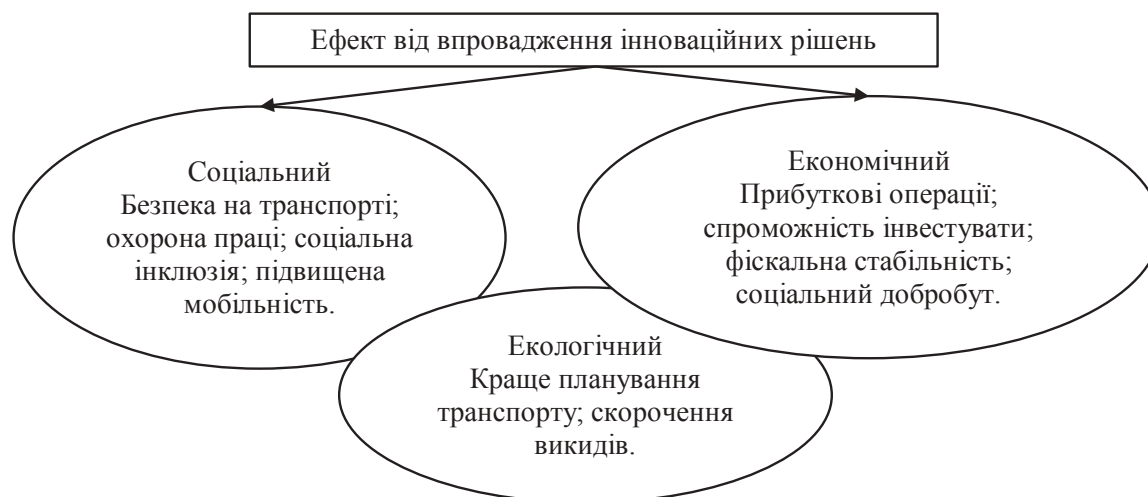 Ефект від впровадження інноваційних рішень
Соціальний
Безпека на транспорті;
охорона праці; соціальна
інклюзія; підвищена
мобільність.
Економічний
Прибуткові операції;
спроможність інвестувати;
фіскальна стабільність;
соціальний добробут.
Екологічний
Краще планування
транспорту; скорочення
викидів.